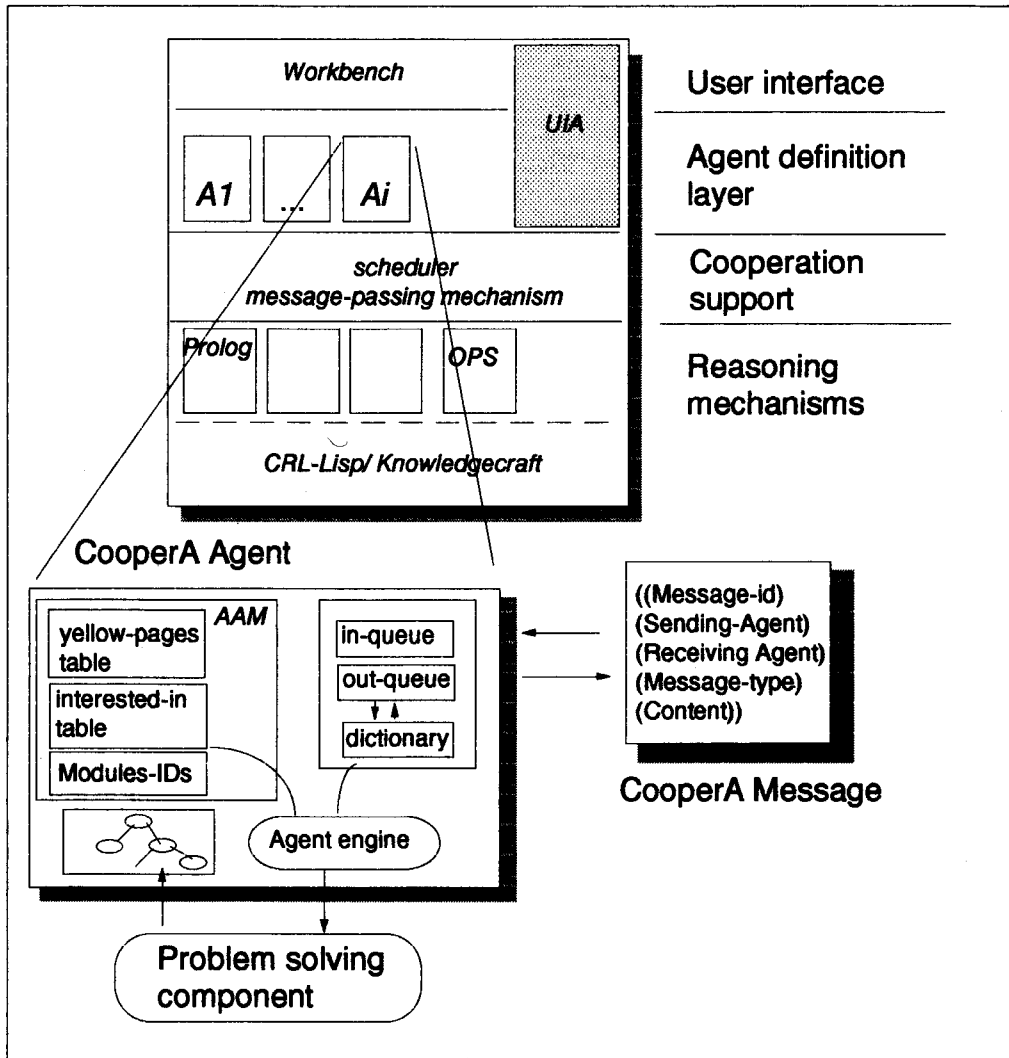 Workbench
UIA
User interface
A1
...
Ai
Agent definition
layer
scheduler
message-passing mechanism
Cooperation
support
Prolog
OPS
Reasoning
mechanisms
CRL-Lisp/ Knowledgecraft
CooperA Agent
AAM
yellow-pages
table
interested-in
table
Modules-IDs
in-queue
out-queue
dictionary
Agent engine
((Message-id)
(Sending-Agent)
(Receiving Agent)
(Message-type)
(Content))
CooperA Message
Problem solving
component